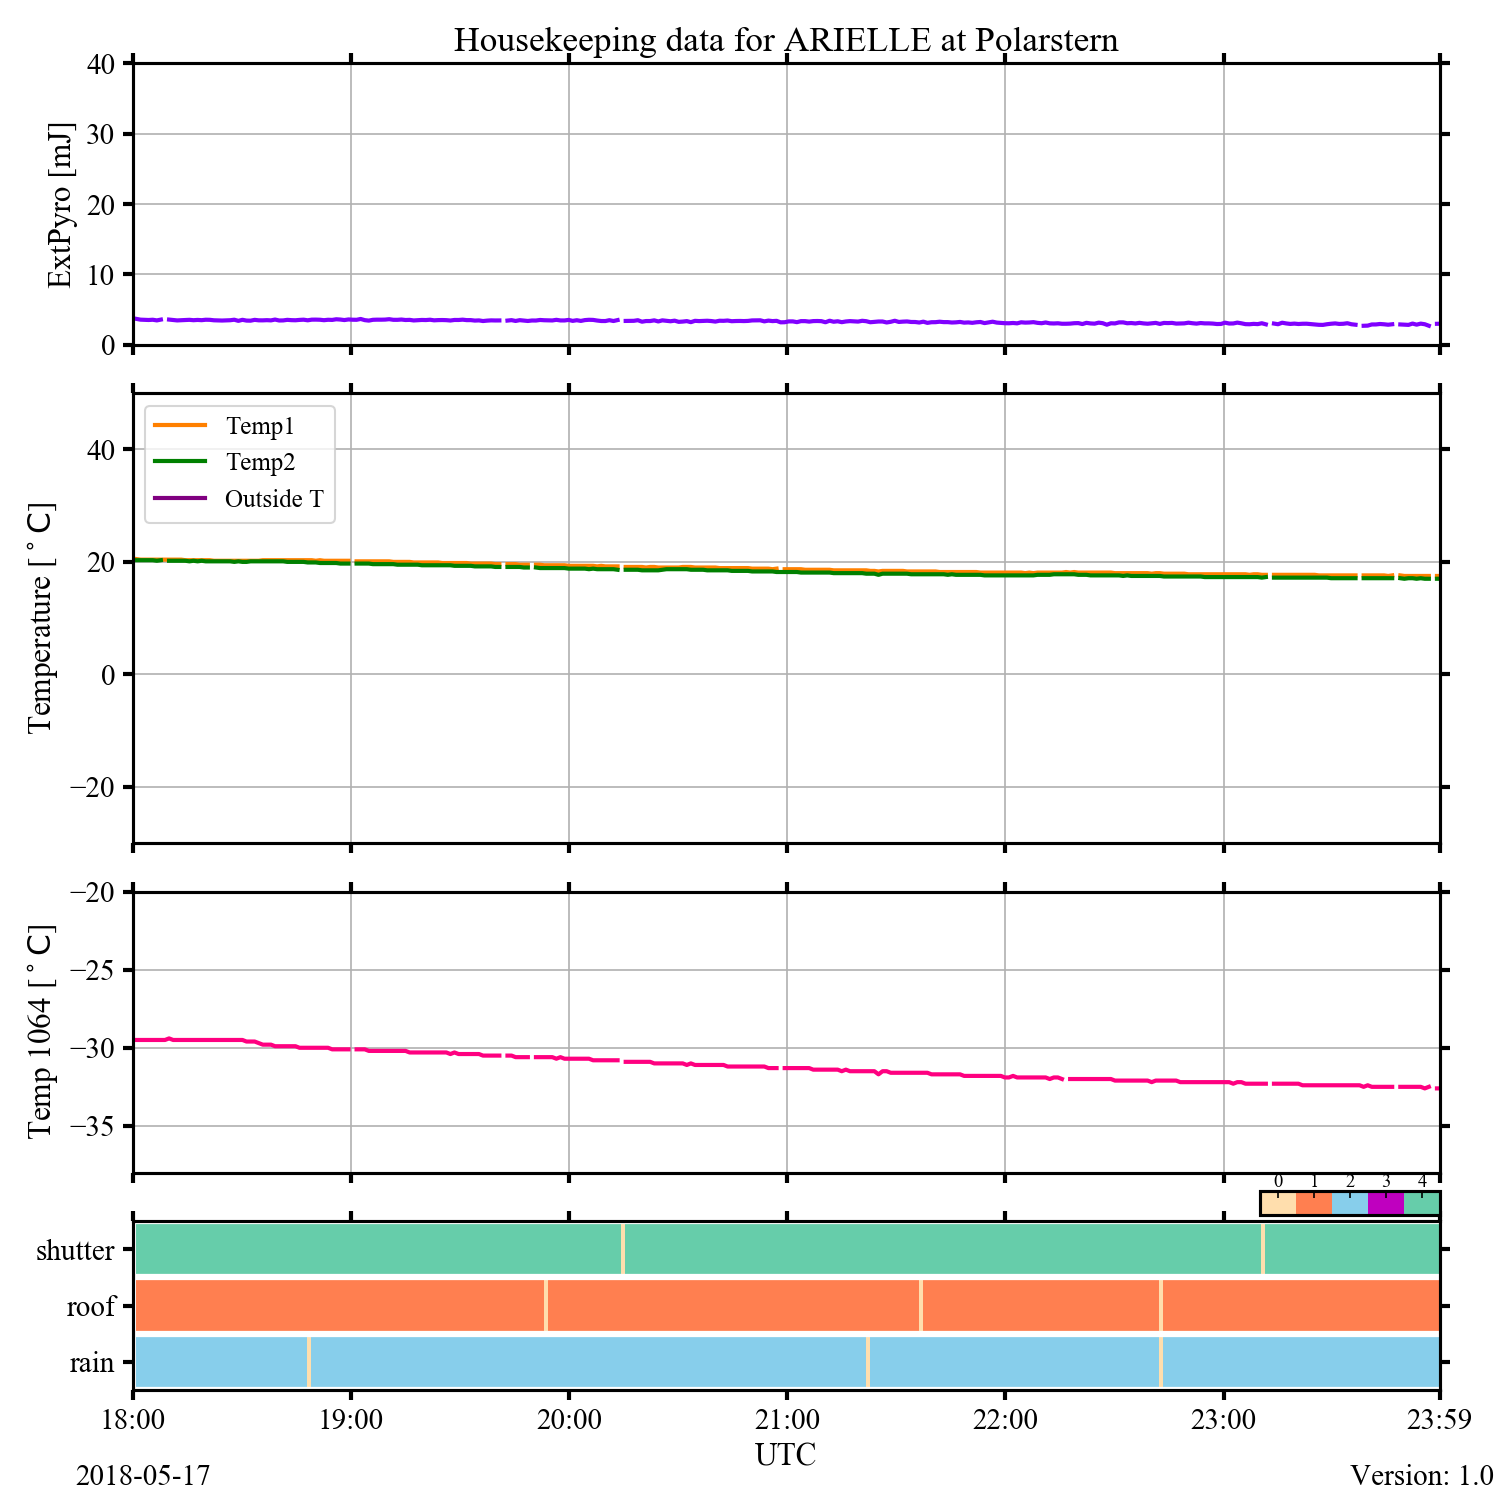 Housekeeping data for ARIELLE at Polarstern
40
30
20
10
0
ExtPyro [mJ]
Temp1
Temp2
Outside T
40
20
0
−20
Temperature [°C]
−20
−25
−30
−35
Temp 1064 [°C]
0 1 2 3 4
shutter
roof
rain
18:00 19:00 20:00 21:00 22:00 23:00 23:59
UTC
2018-05-17
Version: 1.0